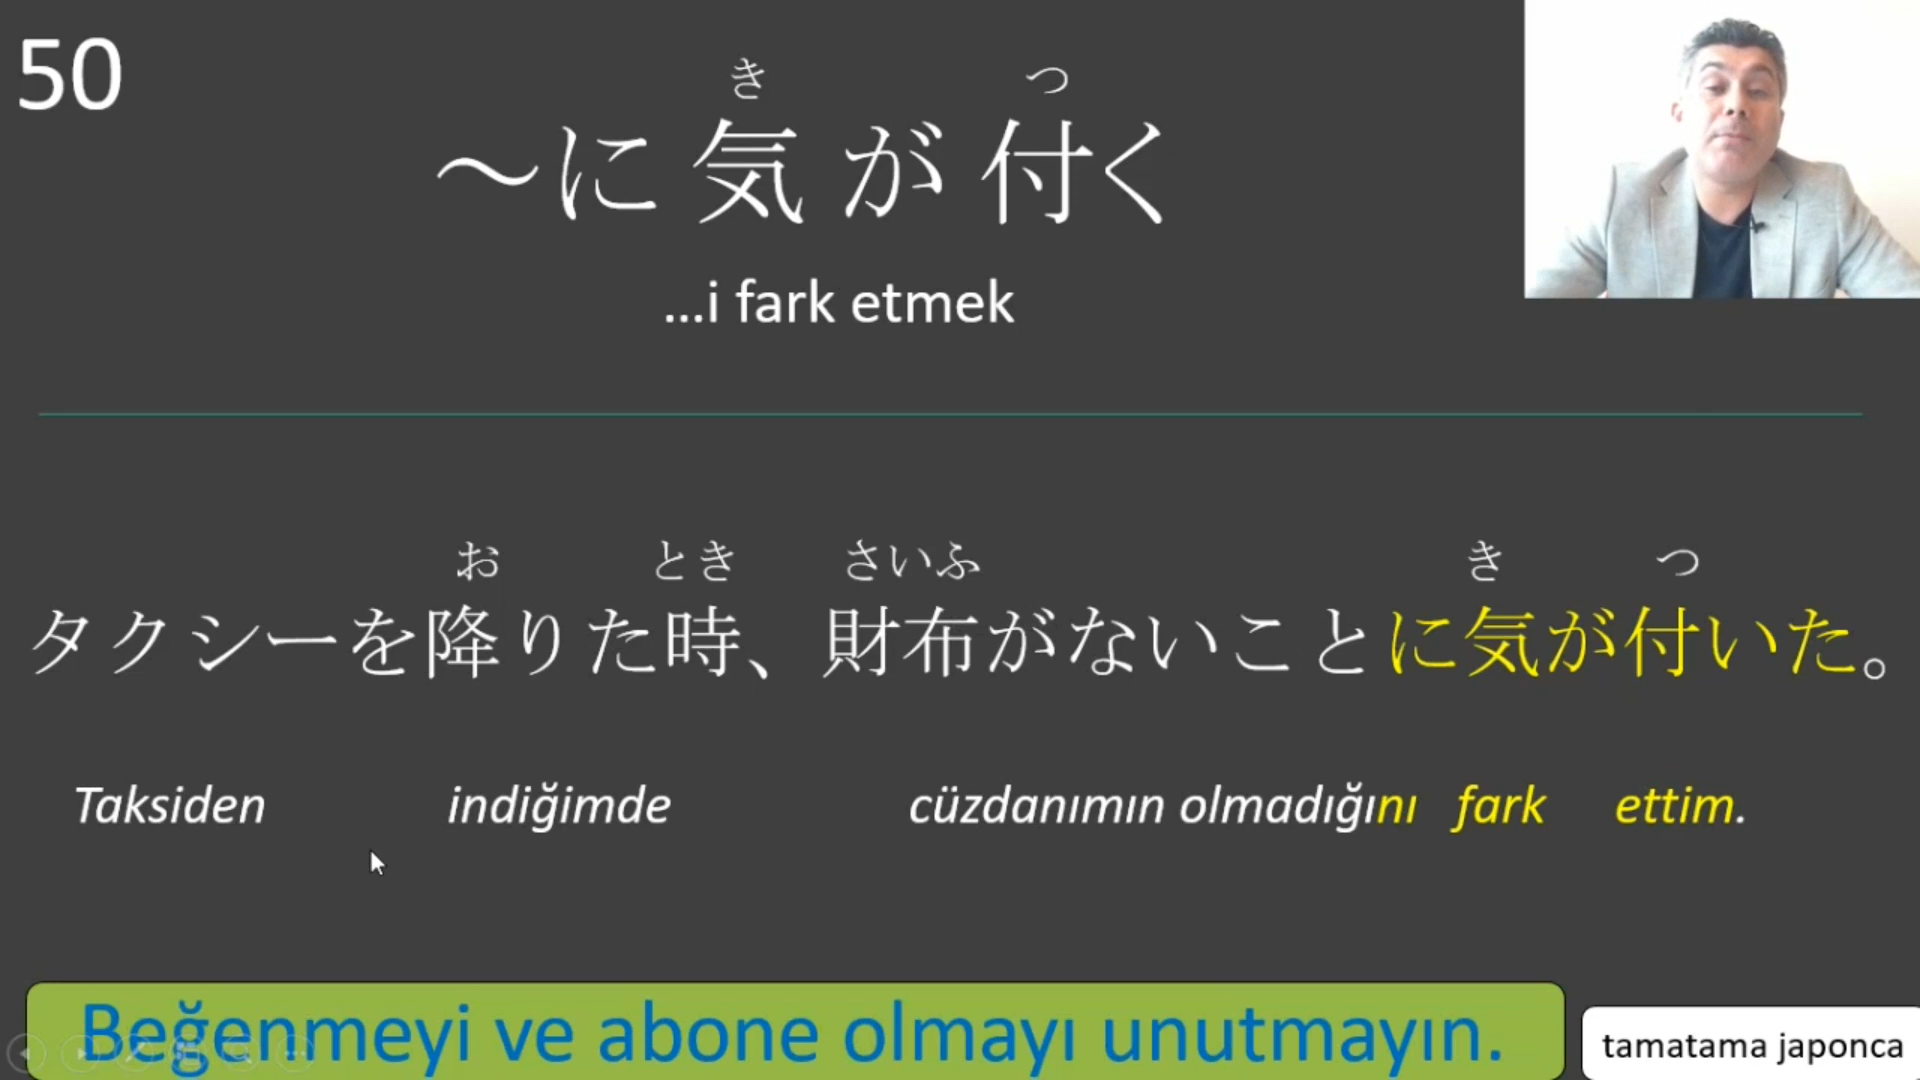 50
き つ
～に 気 が 付く
...i fark etmek
お とき さいふ き つ
タクシーを降りた時、財布がないことに気が付いた。
Taksiden indiğimde cüzdanımın olmadığını fark ettim.
Beğenmeyi ve abone olmayı unutmayın.
tamatama japonca